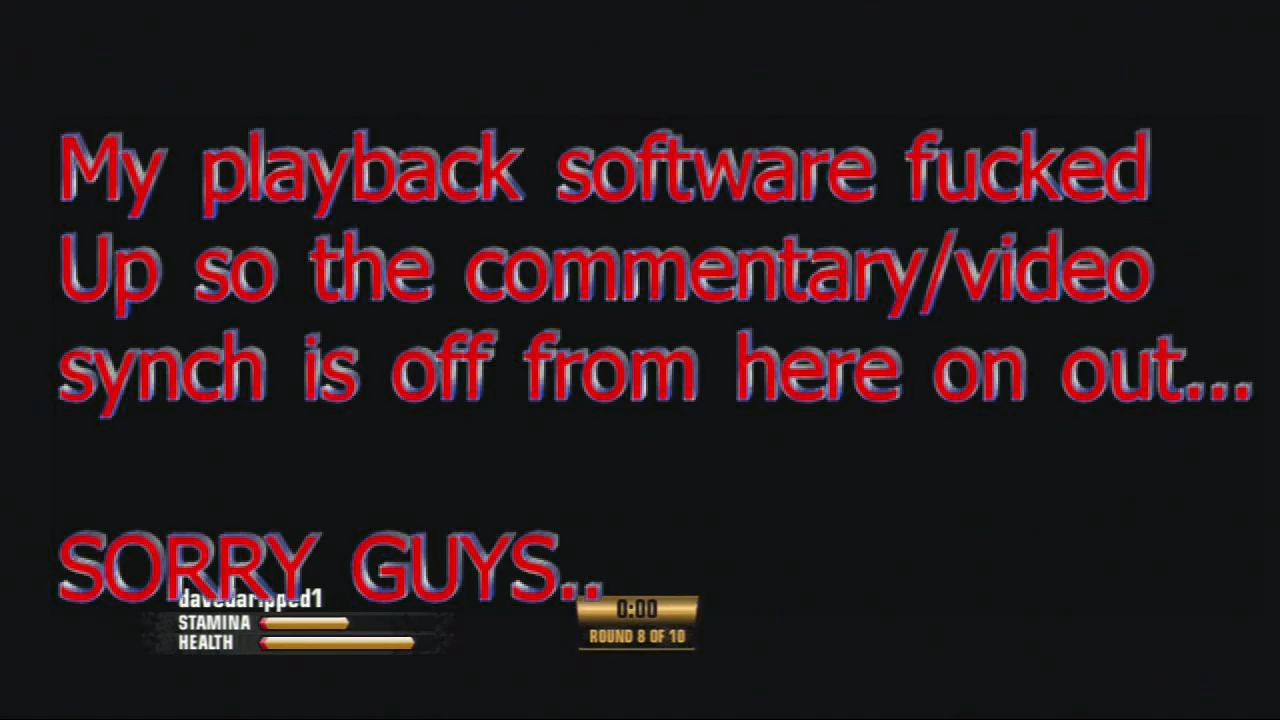 My playback software fucked
Up so the commentary/video
synch is off from here on out...
SORRY GUYS..
davedaripped1
STAMINA
HEALTH
0:00
ROUND 8 OF 10